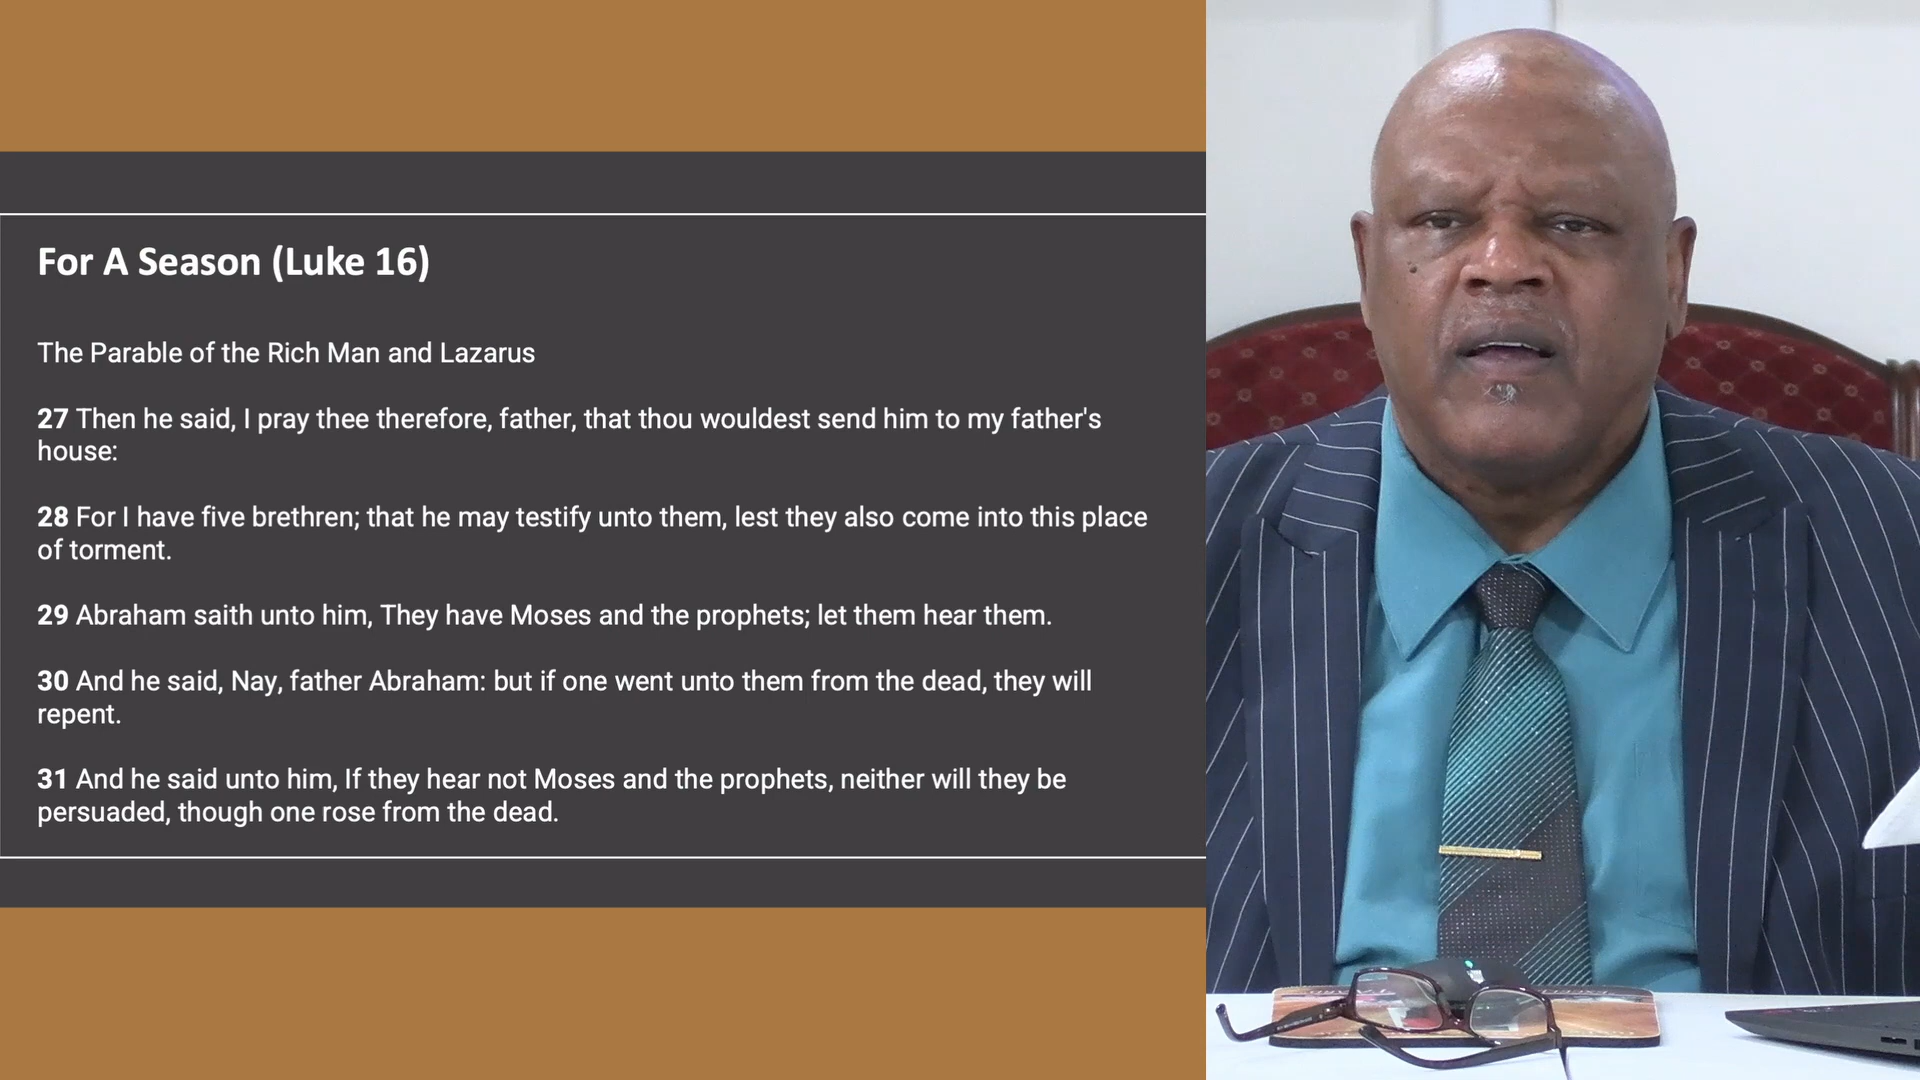 For A Season (Luke 16)
The Parable of the Rich Man and Lazarus
27 Then he said, I pray thee therefore, father, that thou wouldest send him to my father's
house:
28 For I have five brethren; that he may testify unto them, lest they also come into this place
of torment.
29 Abraham saith unto him, They have Moses and the prophets; let them hear them.
30 And he said, Nay, father Abraham: but if one went unto them from the dead, they will
repent.
31 And he said unto him, If they hear not Moses and the prophets, neither will they be
persuaded, though one rose from the dead.